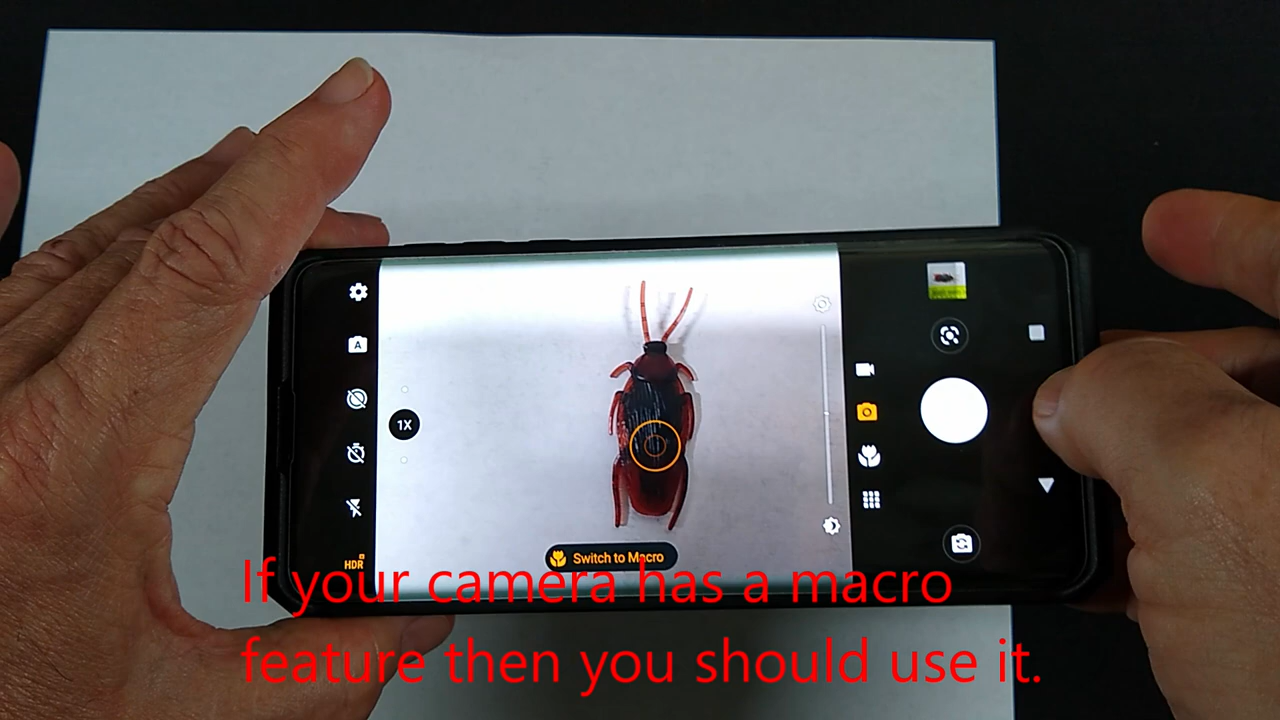 A
1X
HDR
Switch to Macro
If your camera has a macro
feature then you should use it.